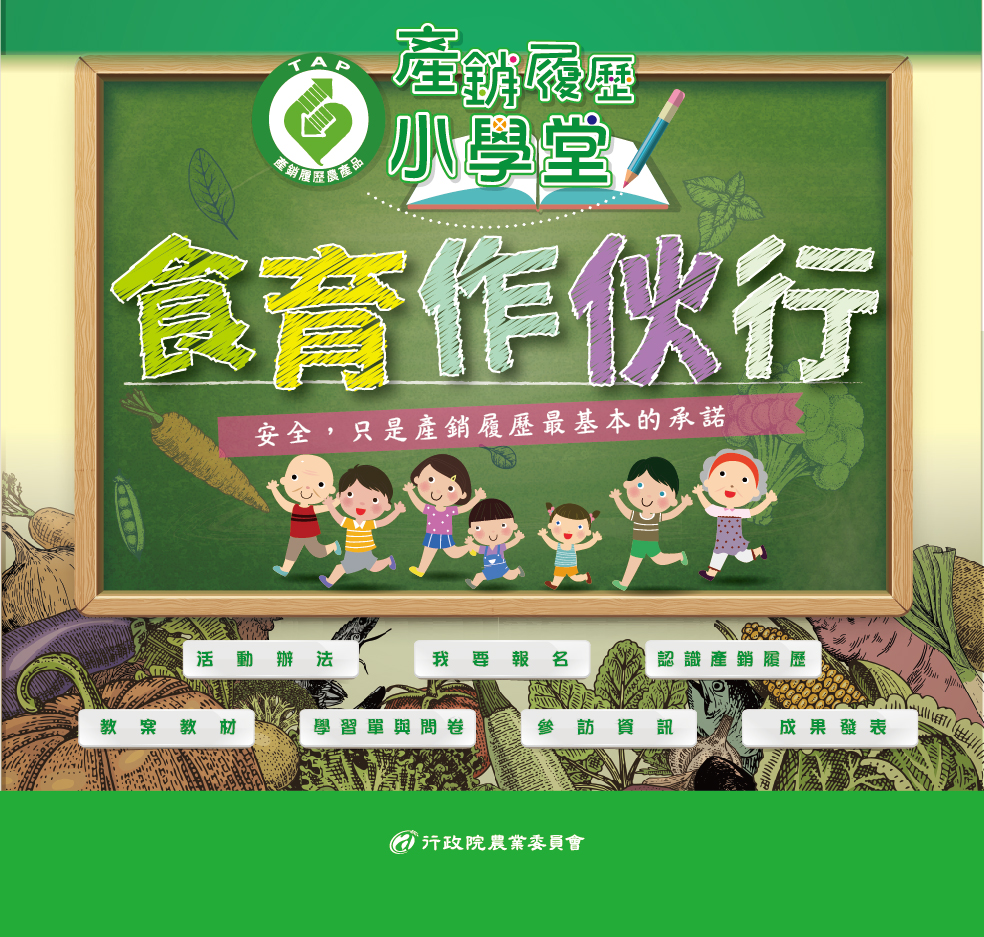 TAP
產銷履歷農產品
產銷履歷
小學堂
食育作伙行
安全，只是產銷履歷最基本的承諾
活動辦法
我要報名
認識產銷履歷
教案教材
學習單與問卷
參訪資訊
成果發表
行政院農業委員會